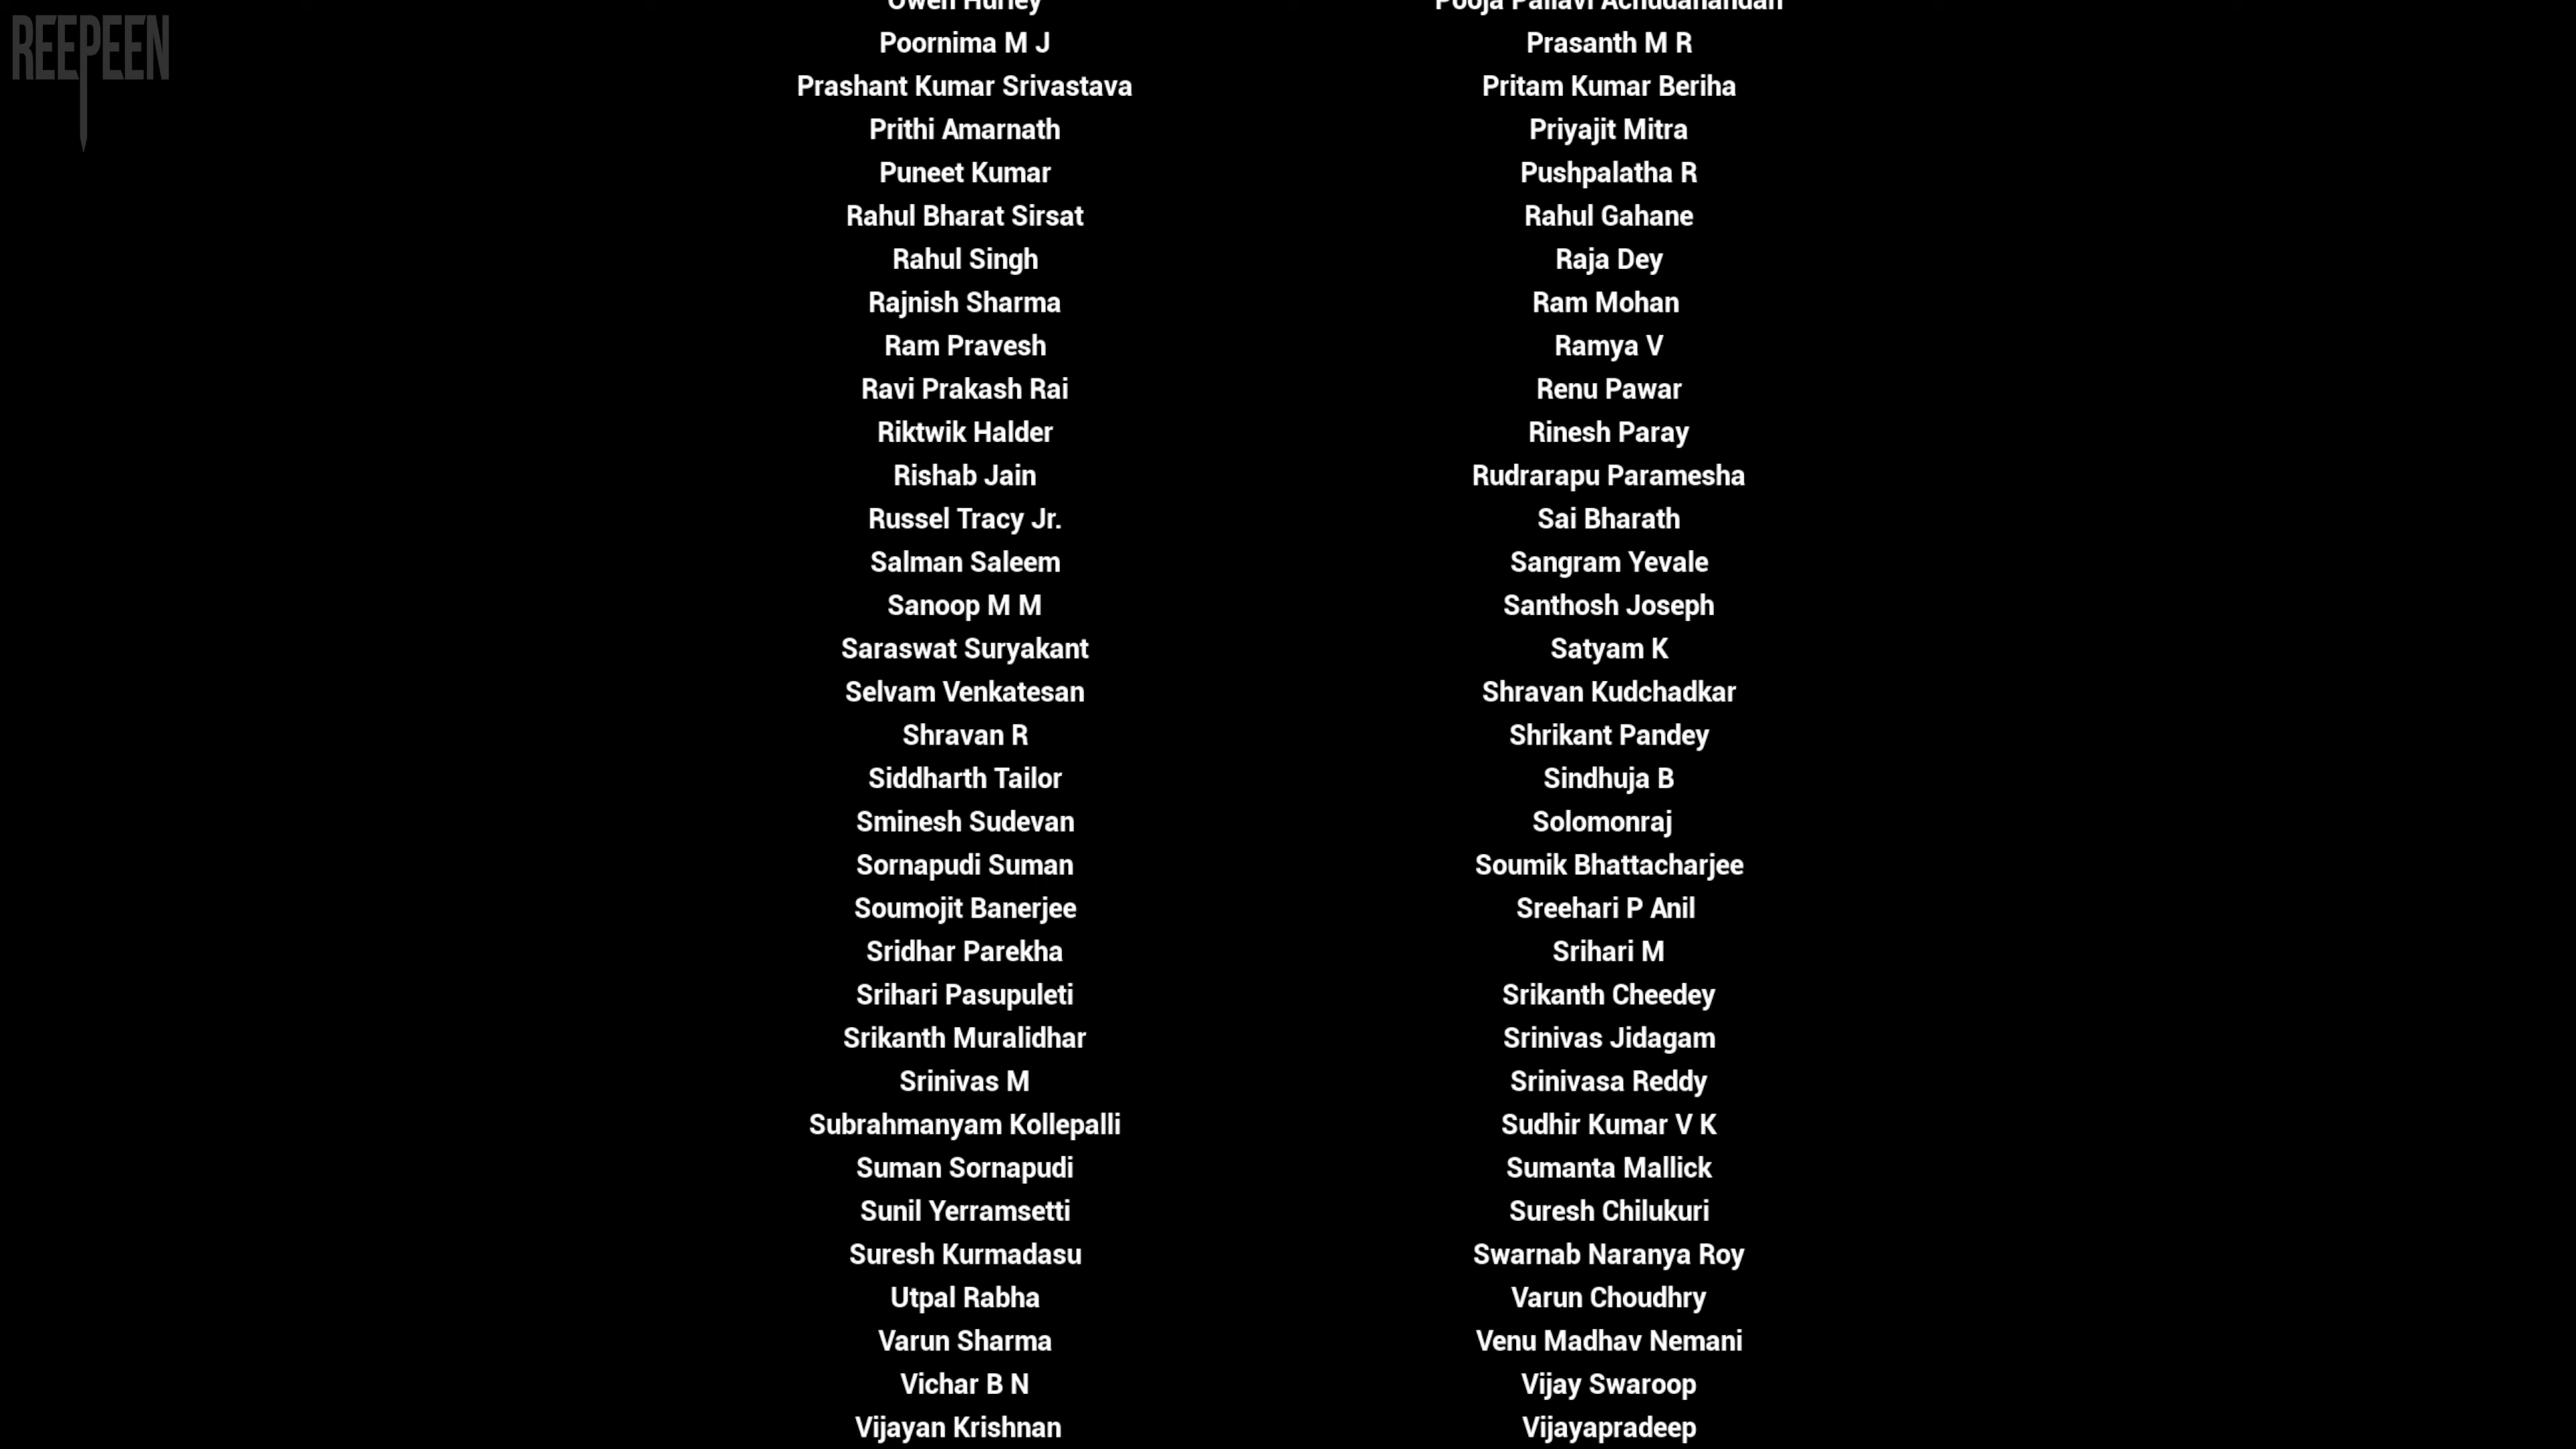 REEPEEN
Owen Hurley Pooja Pallavi Achudanandan
Poornima M J Prasanth M R
Prashant Kumar Srivastava Pritam Kumar Beriha
Prithi Amarnath Priyajit Mitra
Puneet Kumar Pushpalatha R
Rahul Bharat Sirsat Rahul Gahane
Rahul Singh Raja Dey
Rajnish Sharma Ram Mohan
Ram Pravesh Ramya V
Ravi Prakash Rai Renu Pawar
Riktwik Halder Rinesh Paray
Rishab Jain Rudrarapu Paramesha
Russel Tracy Jr. Sai Bharath
Salman Saleem Sangram Yevale
Sanoop M M Santhosh Joseph
Saraswat Suryakant Satyam K
Selvam Venkatesan Shravan Kudchadkar
Shravan R Shrikant Pandey
Siddharth Tailor Sindhuja B
Sminesh Sudevan Solomonraj
Sornapudi Suman Soumik Bhattacharjee
Soumojit Banerjee Sreehari P Anil
Sridhar Parekha Srihari M
Srihari Pasupuleti Srikanth Cheedey
Srikanth Muralidhar Srinivas Jidagam
Srinivas M Srinivasa Reddy
Subrahmanyam Kollepalli Sudhir Kumar V K
Suman Sornapudi Sumanta Mallick
Sunil Yerramsetti Suresh Chilukuri
Suresh Kurmadasu Swarnab Naranya Roy
Utpal Rabha Varun Choudhry
Varun Sharma Venu Madhav Nemani
Vichar B N Vijay Swaroop
Vijayan Krishnan Vijayapradeep